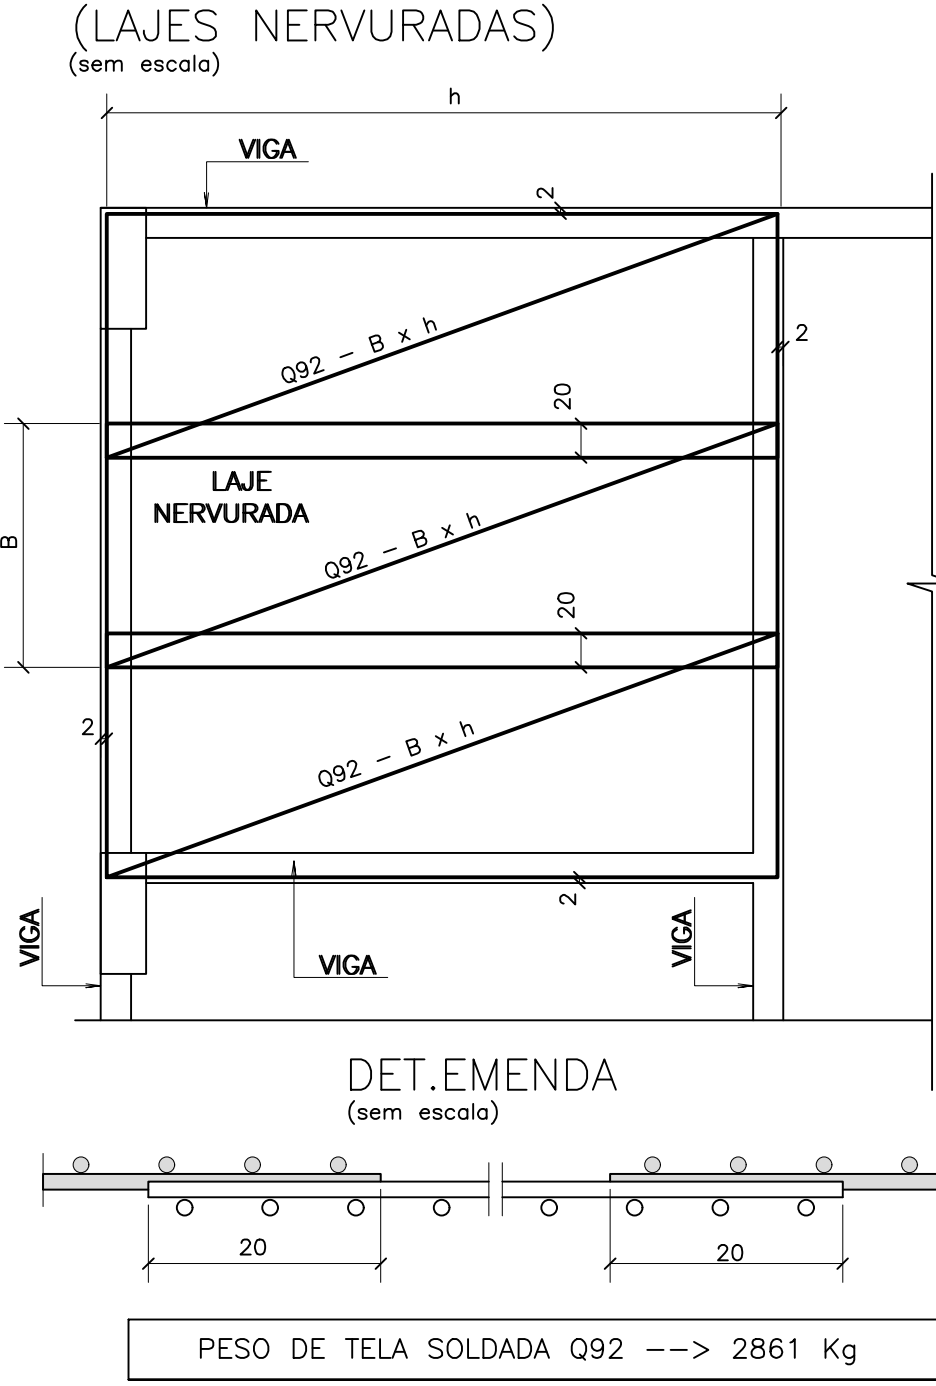 (LAJES NERVURADAS)
(sem escala)
h
VIGA
2
Q92 - B x h
2
20
LAJE
NERVURADA
B
Q92 - B x h
20
2
Q92 - B x h
2
VIGA
VIGA
VIGA
DET.EMENDA
(sem escala)
20
20
PESO DE TELA SOLDADA Q92 --> 2861 Kg